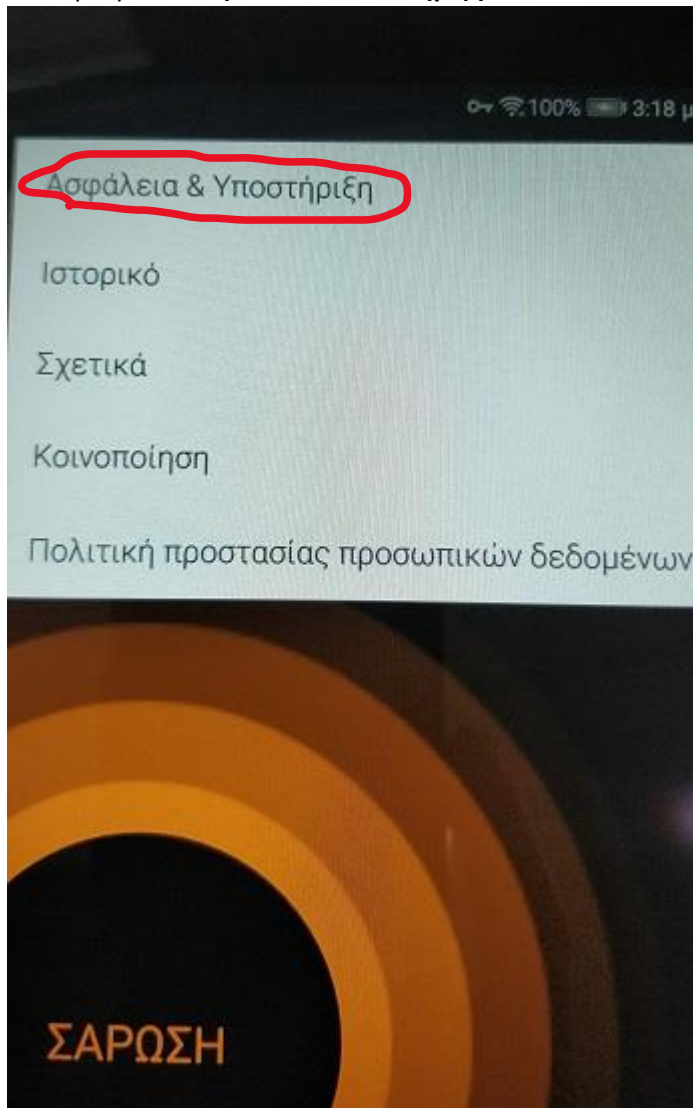 100% 3:18 μ
Ασφάλεια & Υποστήριξη
Ιστορικό
Σχετικά
Κοινοποίηση
Πολιτική προστασίας προσωπικών δεδομένων
ΣΑΡΩΣΗ